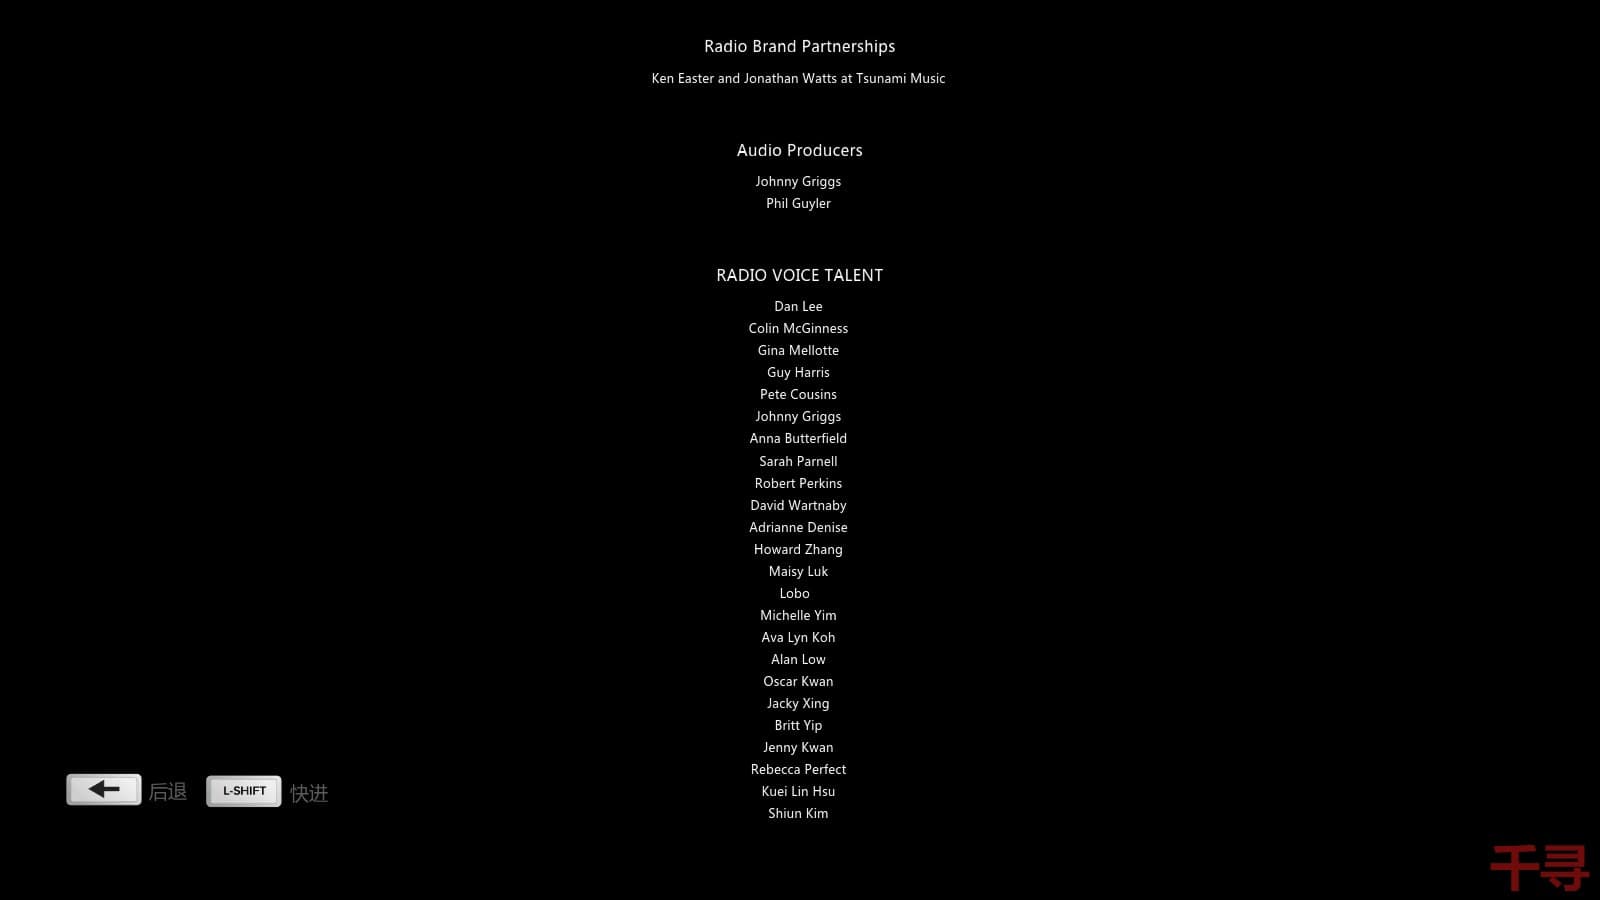 Radio Brand Partnerships
Ken Easter and Jonathan Watts at Tsunami Music
Audio Producers
Johnny Griggs
Phil Guyler
RADIO VOICE TALENT
Dan Lee
Colin McGinness
Gina Mellotte
Guy Harris
Pete Cousins
Johnny Griggs
Anna Butterfield
Sarah Parnell
Robert Perkins
David Wartnaby
Adrianne Denise
Howard Zhang
Maisy Luk
Lobo
Michelle Yim
Ava Lyn Koh
Alan Low
Oscar Kwan
Jacky Xing
Britt Yip
Jenny Kwan
Rebecca Perfect
Kuei Lin Hsu
Shiun Kim
后退 L-SHIFT 快进
千寻